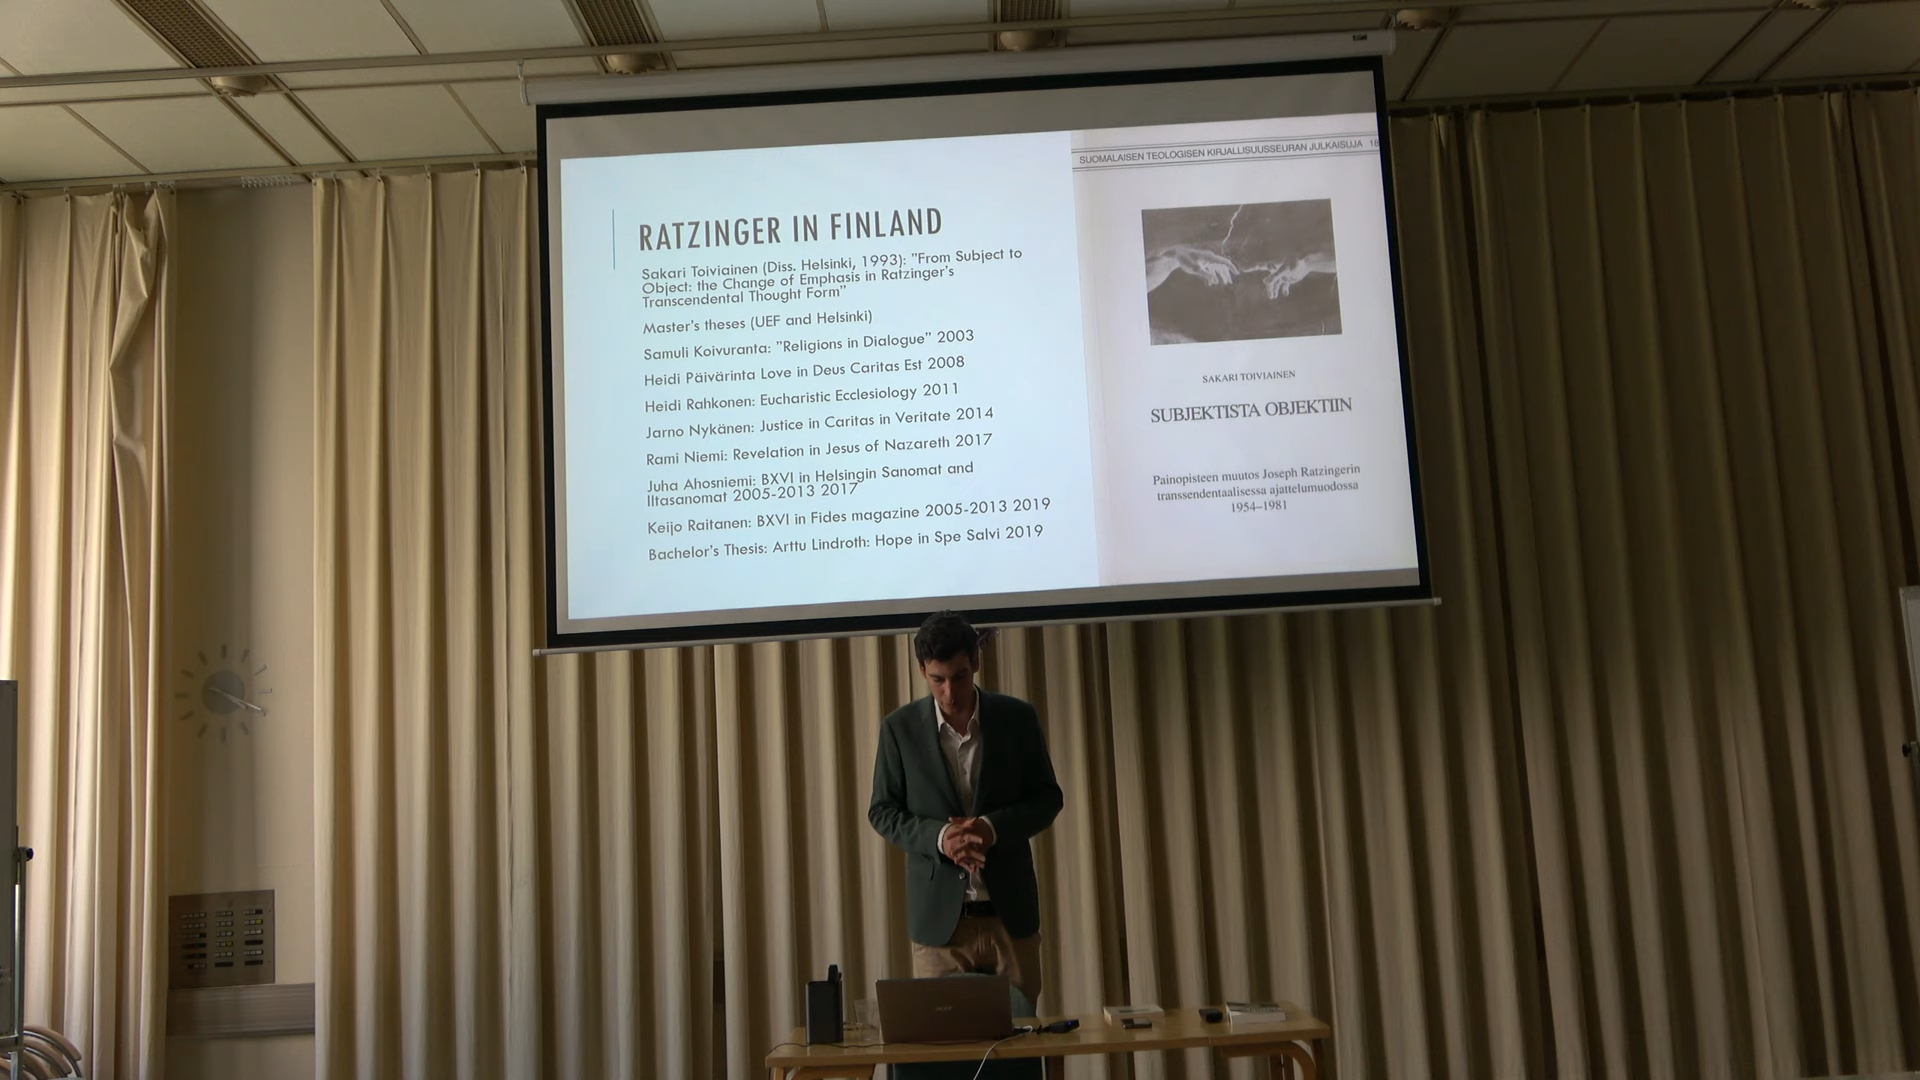 RATZINGER IN FINLAND
Sakari Toiviainen (Diss. Helsinki, 1993): ”From Subject to
Object: the Change of Emphasis in Ratzinger's
Transcendental Thought Form”
Master's theses (UEF and Helsinki)
Samuli Koivuranta: ”Religions in Dialogue” 2003
Heidi Päivärinta Love in Deus Caritas Est 2008
Heidi Rahkonen: Eucharistic Ecclesiology 2011
Jarno Nykänen: Justice in Caritas in Veritate 2014
Rami Niemi: Revelation in Jesus of Nazareth 2017
Juha Ahosniemi: BXVI in Helsingin Sanomat and
Iltasanomat 2005-2013 2017
Keijo Raitanen: BXVI in Fides magazine 2005-2013 2019
Bachelor's Thesis: Arttu Lindroth: Hope in Spe Salvi 2019
SUOMALAISEN TEOLOGISEN KIRJALLISUUSSEURAN JULKAISUJA 18
SAKARI TOIVIAINEN
SUBJEKTISTA OBJEKTIIN
Painopisteen muutos Joseph Ratzingerin
transsendentaalisessa ajattelumuodossa
1954–1981
acer